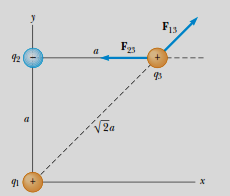 y
F₁₃
a
F₂₃
q₂
−
+
q₃
a
√2a
q₁
+
x